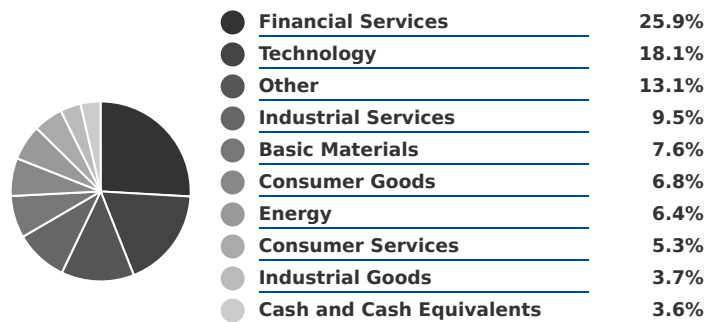 Financial Services 25.9%
Technology 18.1%
Other 13.1%
Industrial Services 9.5%
Basic Materials 7.6%
Consumer Goods 6.8%
Energy 6.4%
Consumer Services 5.3%
Industrial Goods 3.7%
Cash and Cash Equivalents 3.6%